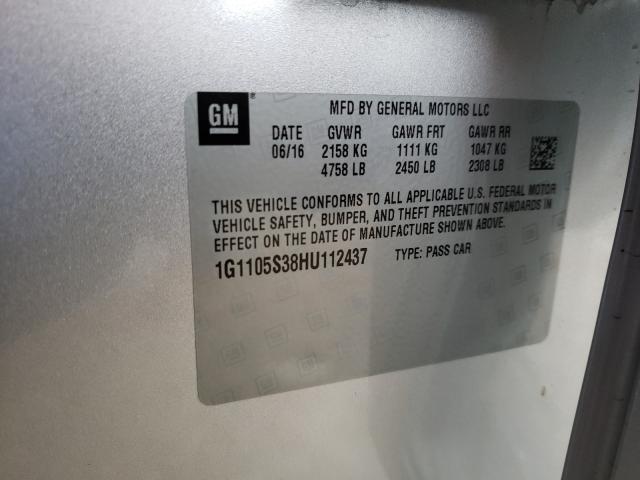 GM
MFD BY GENERAL MOTORS LLC
DATE GVWR GAWR FRT GAWR RR
06/16 2158 KG 1111 KG 1047 KG
4758 LB 2450 LB 2308 LB
THIS VEHICLE CONFORMS TO ALL APPLICABLE U.S. FEDERAL MOTOR
VEHICLE SAFETY, BUMPER, AND THEFT PREVENTION STANDARDS IN
EFFECT ON THE DATE OF MANUFACTURE SHOWN ABOVE.
1G1105S38HU112437 TYPE: PASS CAR